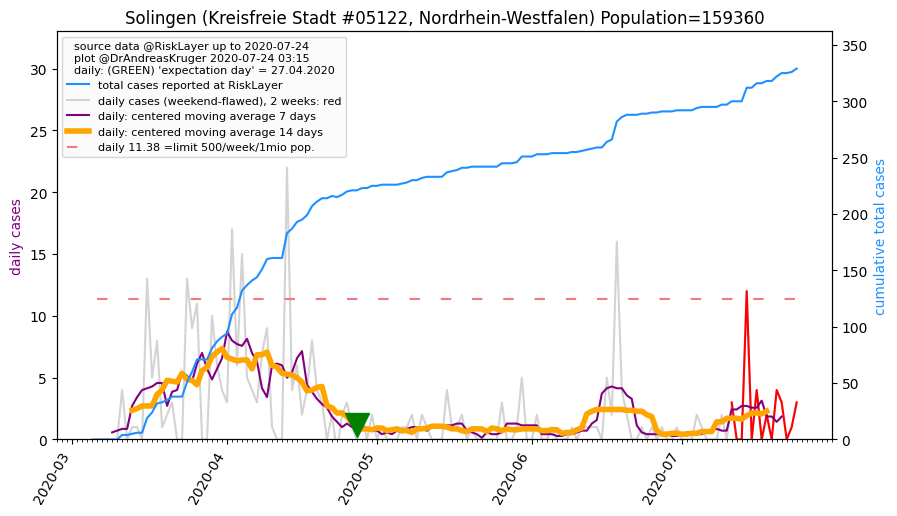 Solingen (Kreisfreie Stadt #05122, Nordrhein-Westfalen) Population=159360
source data @RiskLayer up to 2020-07-24
plot @DrAndreasKruger 2020-07-24 03:15
daily: (GREEN) 'expectation day' = 27.04.2020
total cases reported at RiskLayer
daily cases (weekend-flawed), 2 weeks: red
daily: centered moving average 7 days
daily: centered moving average 14 days
daily 11.38 =limit 500/week/1mio pop.
daily cases
30
25
20
15
10
5
0
cumulative total cases
350
300
250
200
150
100
50
0
2020-03
2020-04
2020-05
2020-06
2020-07